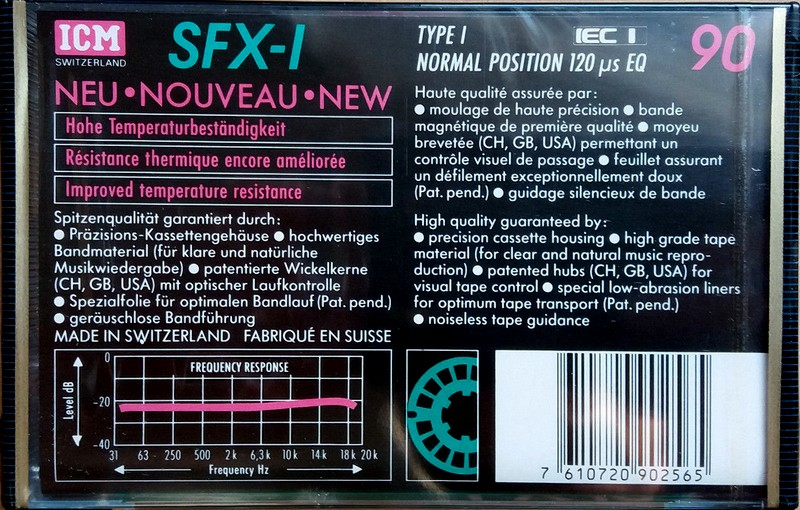 ICM
SWITZERLAND
SFX-I
TYPE I
IEC I
NORMAL POSITION 120 µs EQ
90
NEU•NOUVEAU•NEW
Hohe Temperaturbeständigkeit
Résistance thermique encore améliorée
Improved temperature resistance
Spitzenqualität garantiert durch:
● Präzisions-Kassettengehäuse ● hochwertiges
Bandmaterial (für klare und natürliche
Musikwiedergabe) ● patentierte Wickelkerne
(CH, GB, USA) mit optischer Laufkontrolle
● Spezialfolie für optimalen Bandlauf (Pat. pend.)
● geräuschlose Bandführung
MADE IN SWITZERLAND FABRIQUÉ EN SUISSE
Haute qualité assurée par:
● moulage de haute précision ● bande
magnétique de première qualité ● moyeu
brevetée (CH, GB, USA) permettant un
contrôle visuel de passage ● feuillet assurant
un défilement exceptionnellement doux
(Pat. pend.) ● guidage silencieux de bande
High quality guaranteed by:
● precision cassette housing ● high grade tape
material (for clear and natural music repro-
duction) ● patented hubs (CH, GB, USA) for
visual tape control ● special low-abrasion liners
for optimum tape transport (Pat. pend.)
● noiseless tape guidance
FREQUENCY RESPONSE
Level dB
0
-20
-40
31 63 250 500 2k 6,3k 10k 14k 18k 20k
Frequency Hz
7 610720 902565